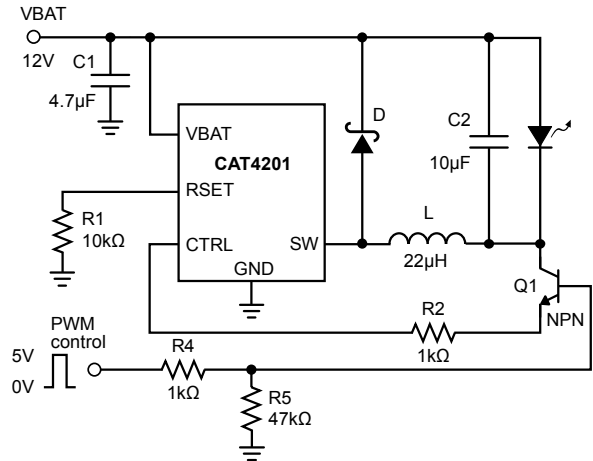 VBAT
12V
C1
4.7µF
D
C2
10µF
VBAT
CAT4201
RSET
R1
10kΩ
CTRL
SW
GND
L
22µH
Q1
NPN
R2
1kΩ
PWM
control
5V
0V
R4
1kΩ
R5
47kΩ